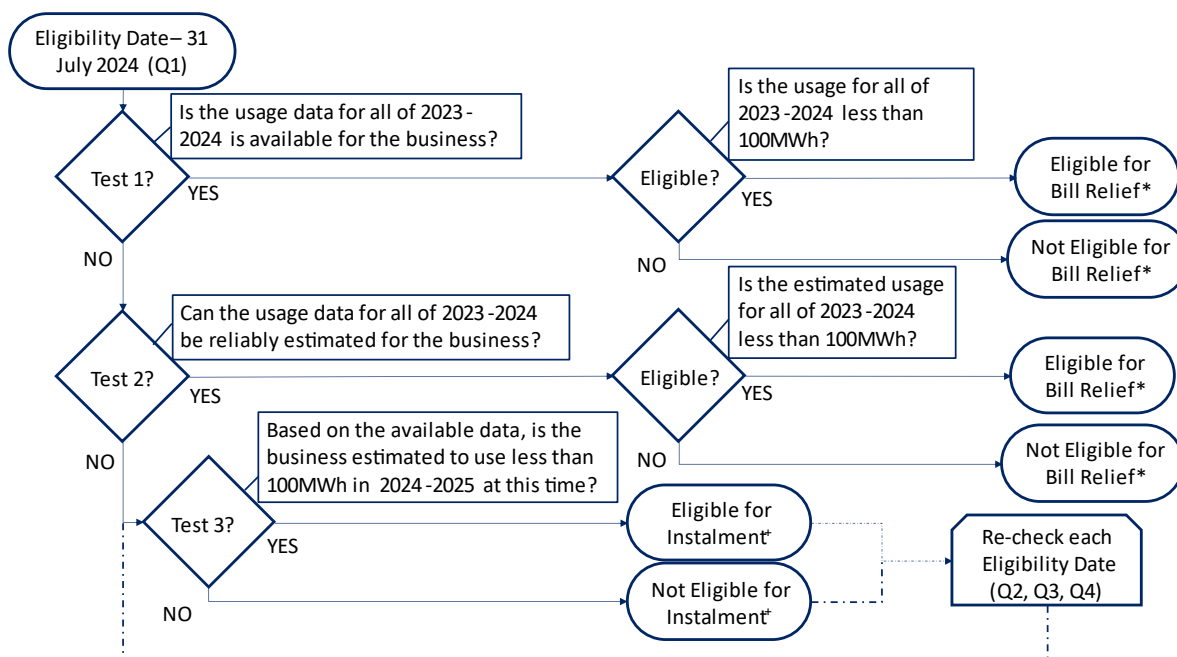 Eligibility Date– 31
July 2024 (Q1)
Is the usage data for all of 2023-
2024 is available for the business?
Is the usage for all of
2023-2024 less than
100MWh?
Test 1?
YES
Eligible?
YES
Eligible for
Bill Relief*
NO
NO
Not Eligible for
Bill Relief*
Can the usage data for all of 2023-2024
be reliably estimated for the business?
Is the estimated usage
for all of 2023-2024
less than 100MWh?
Test 2?
YES
Eligible?
YES
Eligible for
Bill Relief*
NO
NO
Not Eligible for
Bill Relief*
Based on the available data, is the
business estimated to use less than
100MWh in 2024-2025 at this time?
Test 3?
YES
Eligible for
Instalment⁺
NO
Not Eligible for
Instalment⁺
Re-check each
Eligibility Date
(Q2, Q3, Q4)